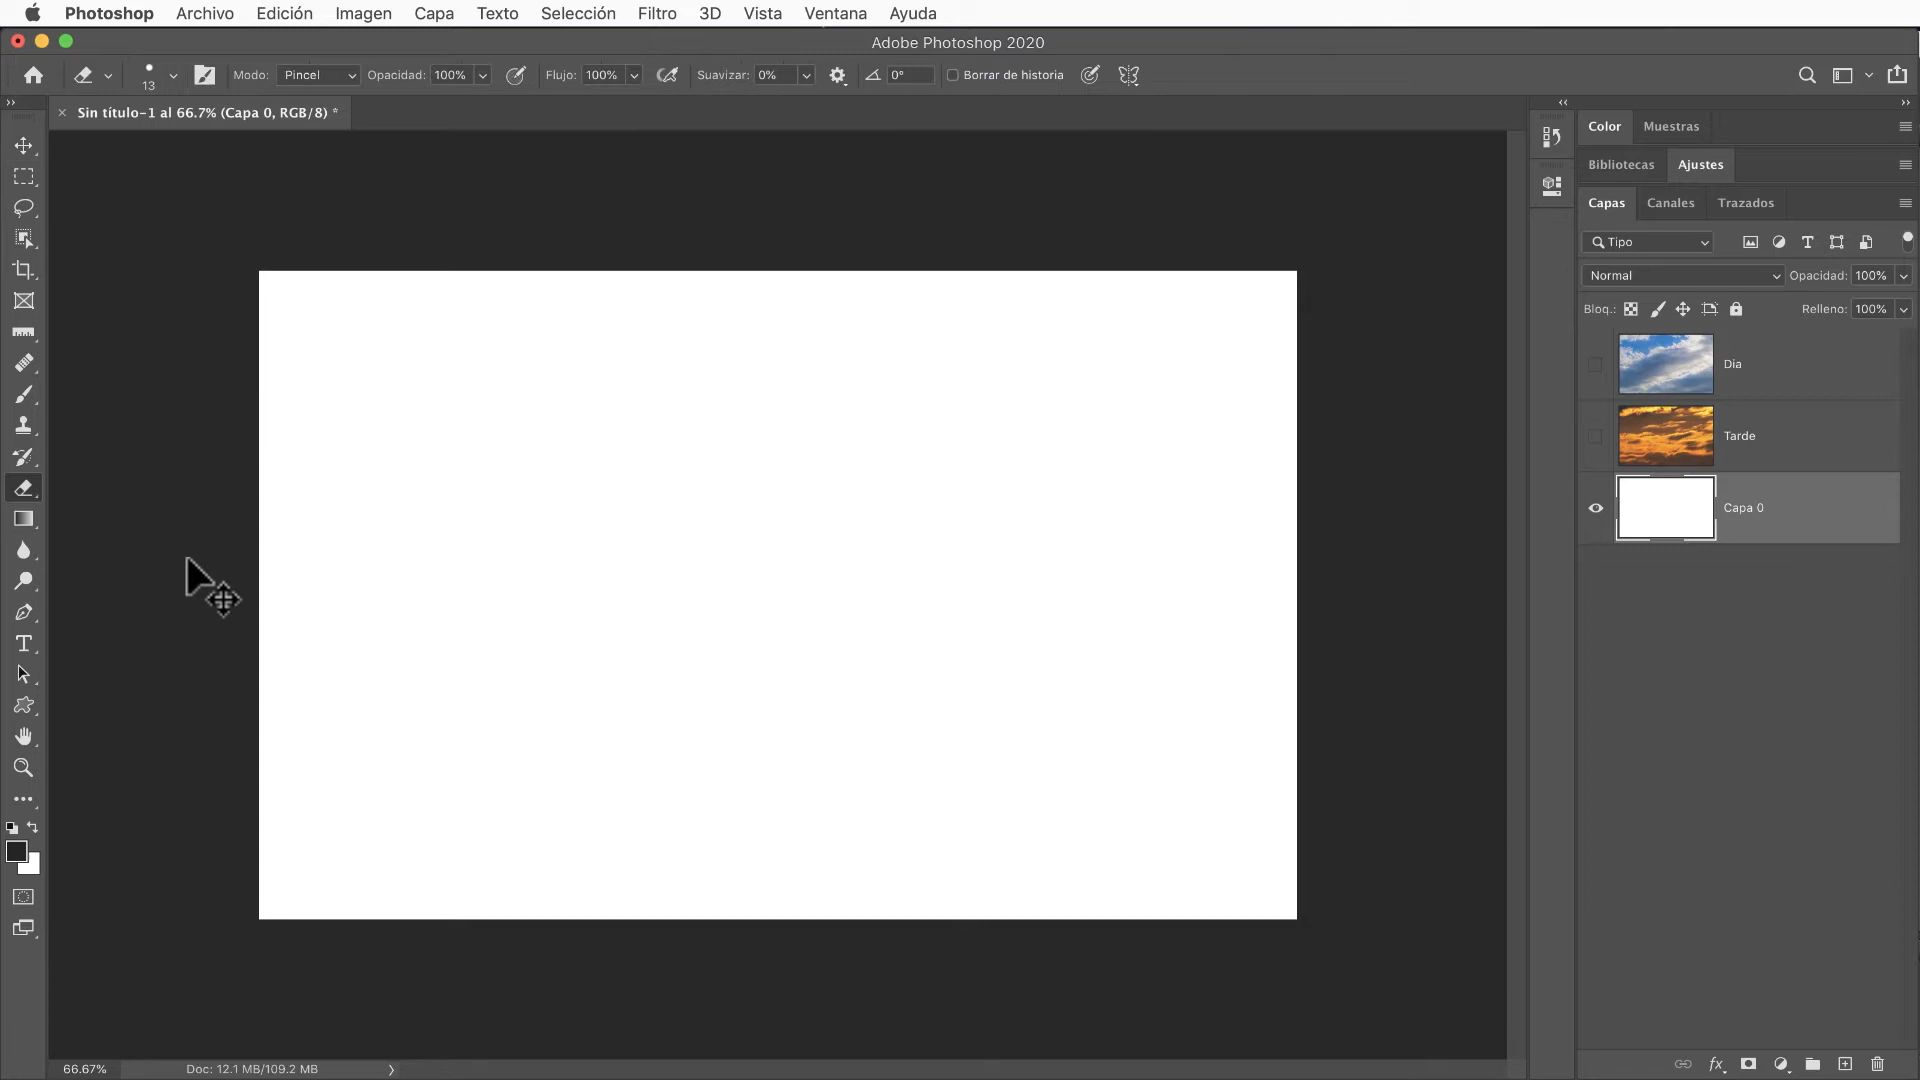 Photoshop Archivo Edición Imagen Capa Texto Selección Filtro 3D Vista Ventana Ayuda
Adobe Photoshop 2020
13 Modo: Pincel Opacidad: 100% Flujo: 100% Suavizar: 0% 0° Borrar de historia
Sin título-1 al 66.7% (Capa 0, RGB/8) *
Color Muestras
Bibliotecas Ajustes
Capas Canales Trazados
Tipo
Normal Opacidad: 100%
Bloq.: Relleno: 100%
Dia
Tarde
Capa 0
66.67% Doc: 12.1 MB/109.2 MB